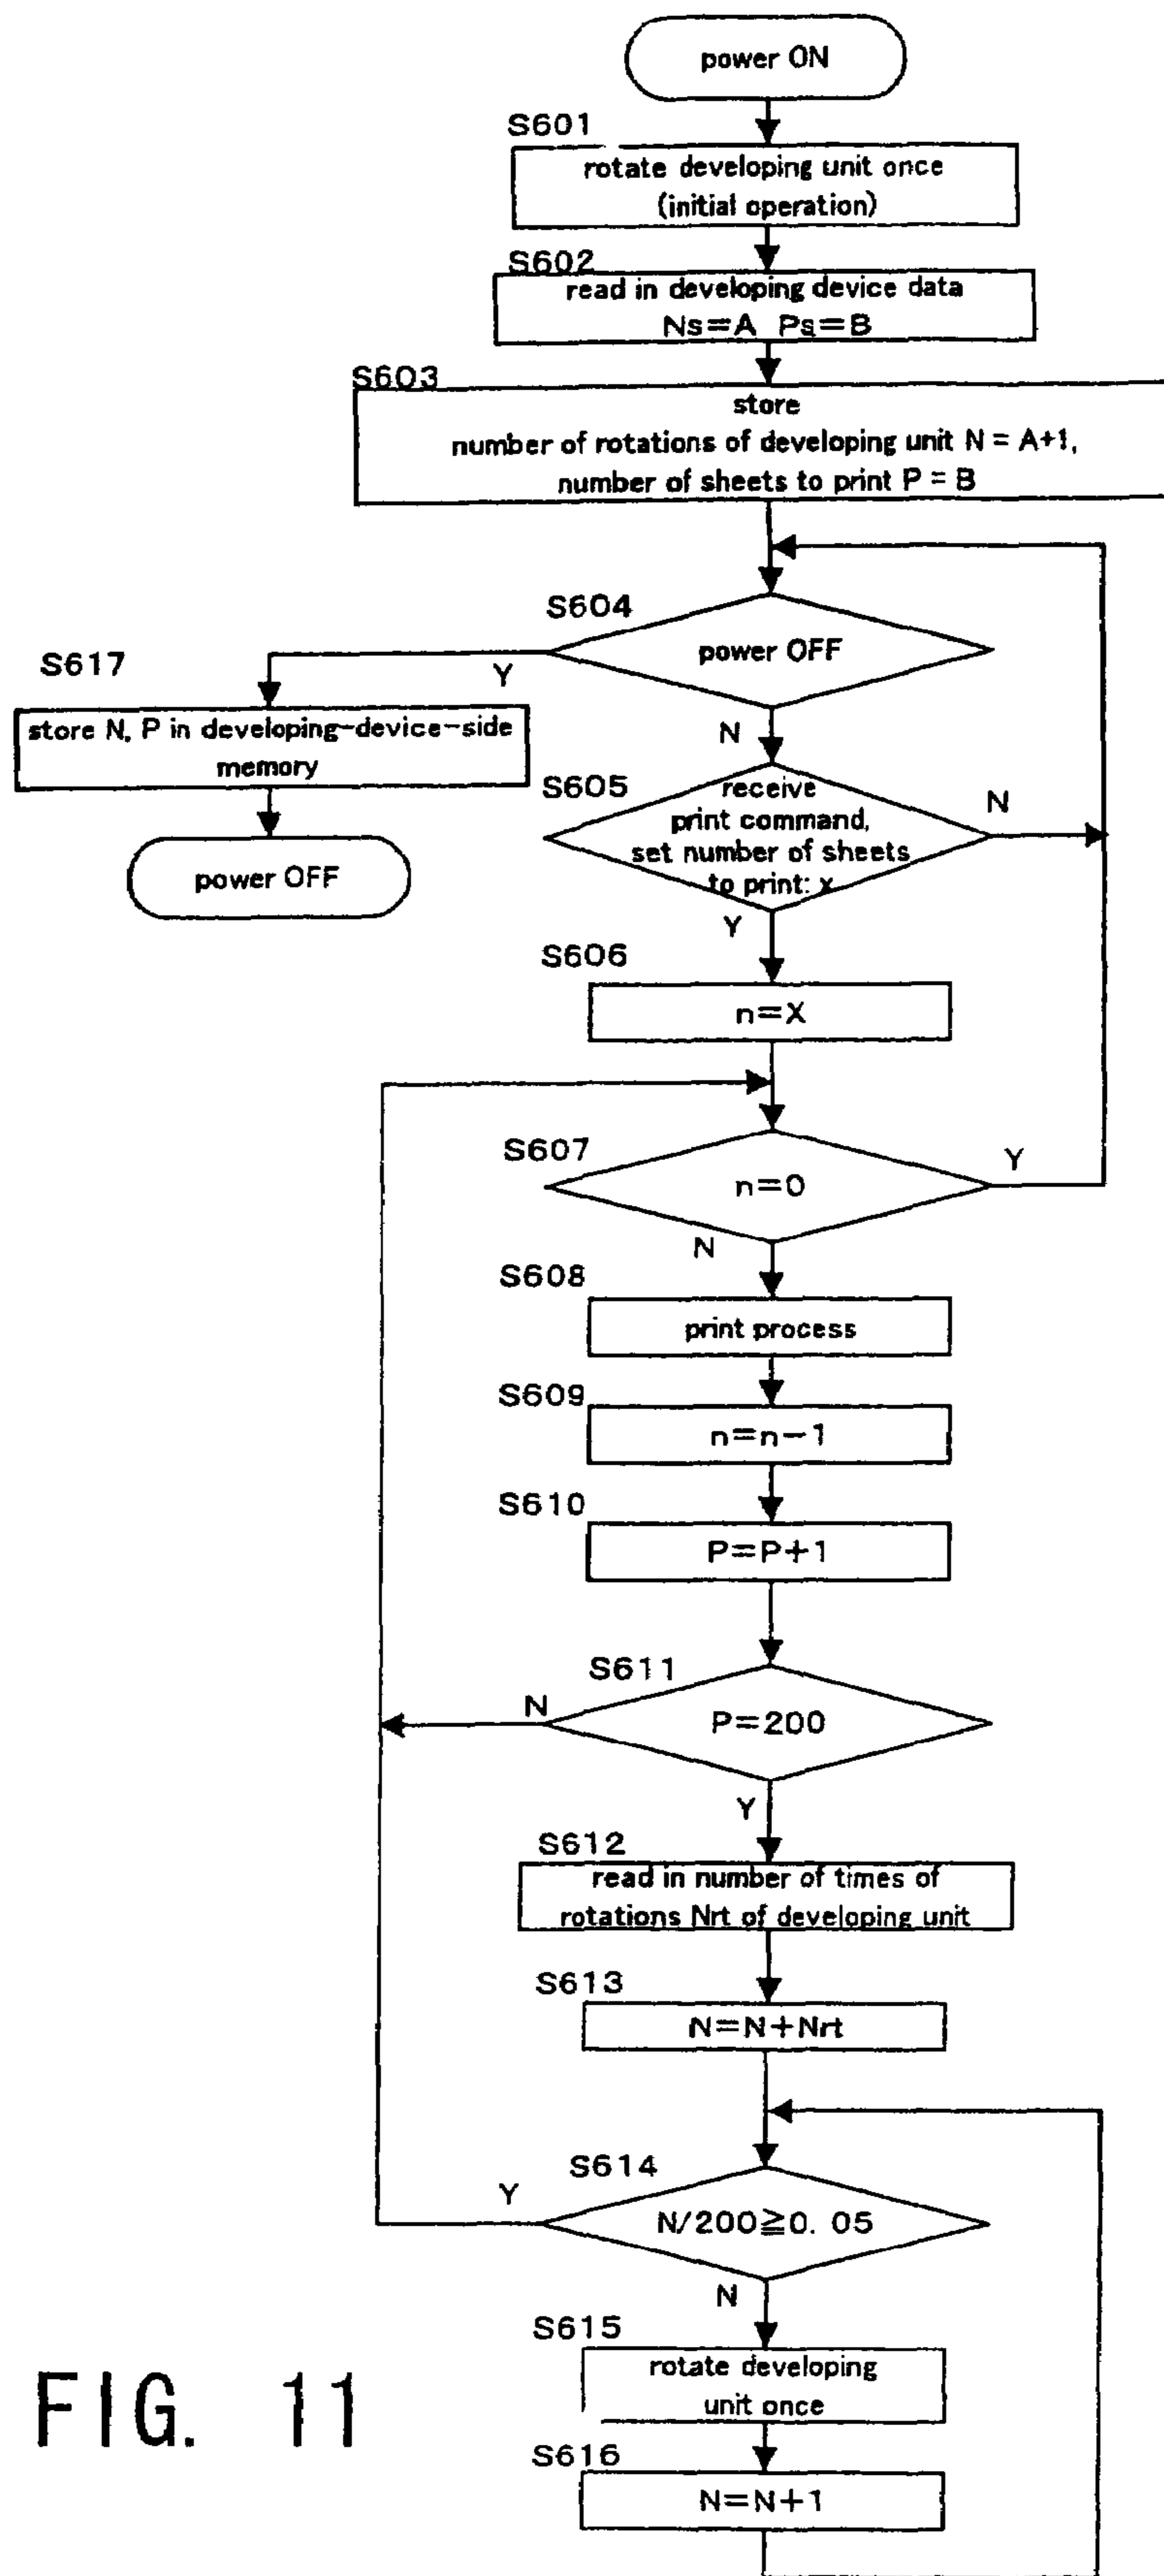 power ON
S601
rotate developing unit once
(initial operation)
S602
read in developing device data
Ns=A Ps=B
S603
store
number of rotations of developing unit N = A+1,
number of sheets to print P = B
S604
power OFF
Y
N
S617
store N, P in developing-device-side
memory
power OFF
S605
receive
print command,
set number of sheets
to print: x
N
Y
S606
n=X
S607
n=0
Y
N
S608
print process
S609
n=n-1
S610
P=P+1
S611
P=200
N
Y
S612
read in number of times of
rotations Nrt of developing unit
S613
N=N+Nrt
S614
N/200≧0. 05
Y
N
S615
rotate developing
unit once
S616
N=N+1
FIG. 11